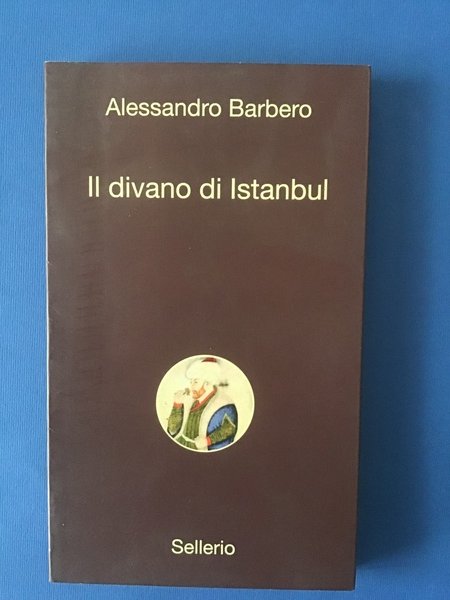 Alessandro Barbero
Il divano di Istanbul
Sellerio